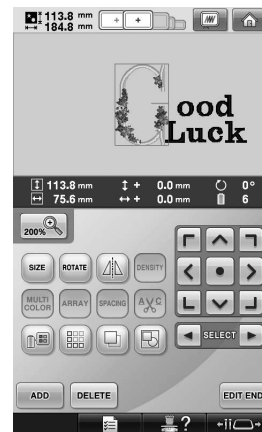 113.8 mm
184.8 mm
Good
Luck
113.8 mm + 0.0 mm 0°
75.6 mm + 0.0 mm 6
200%
SIZE ROTATE DENSITY
MULTI COLOR ARRAY SPACING A C
SELECT
ADD DELETE EDIT END
?